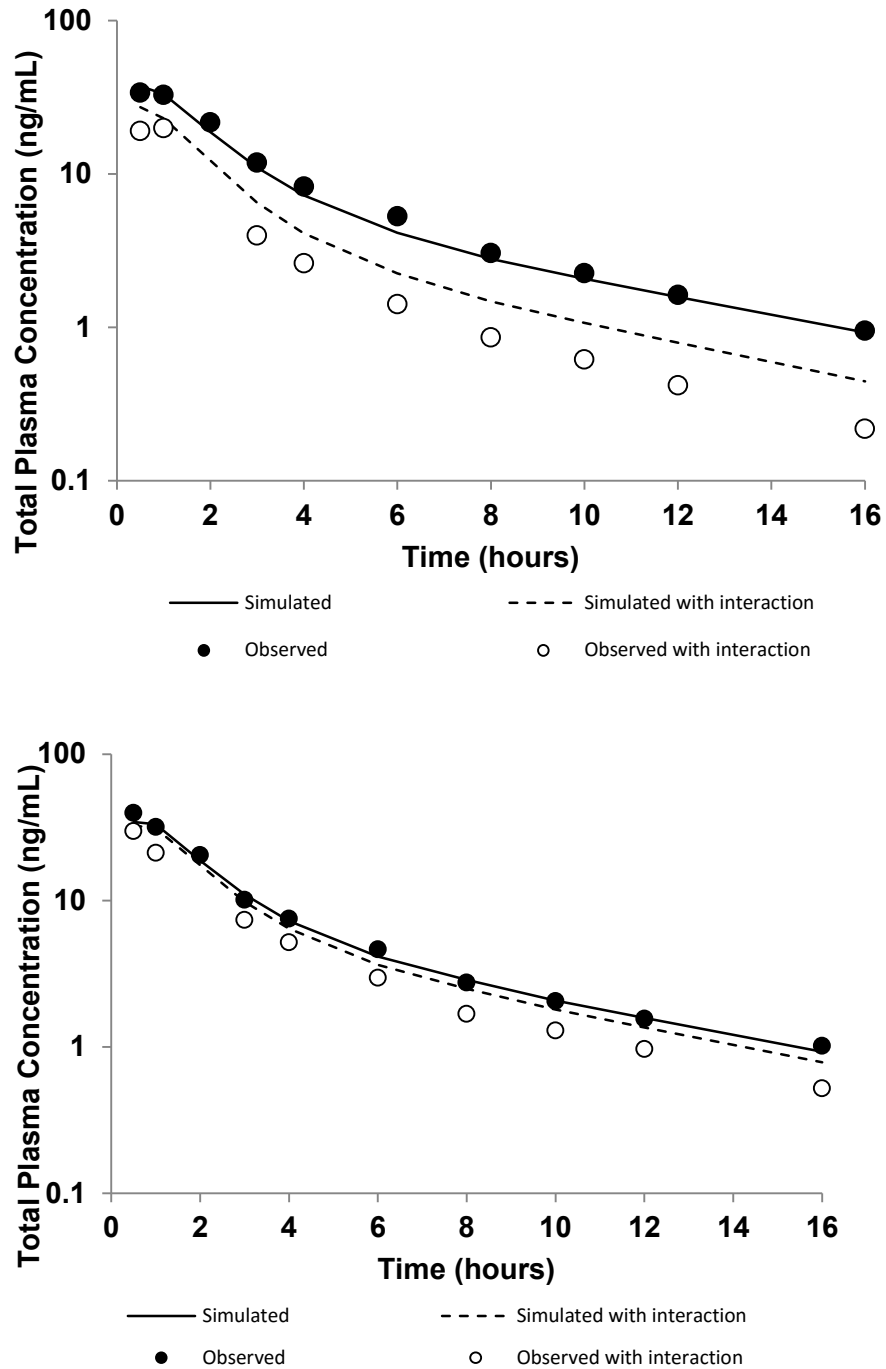 Total Plasma Concentration (ng/mL)
100
10
1
0.1
0 2 4 6 8 10 12 14 16
Time (hours)
Simulated Simulated with interaction
Observed Observed with interaction
Total Plasma Concentration (ng/mL)
100
10
1
0.1
0 2 4 6 8 10 12 14 16
Time (hours)
Simulated Simulated with interaction
Observed Observed with interaction